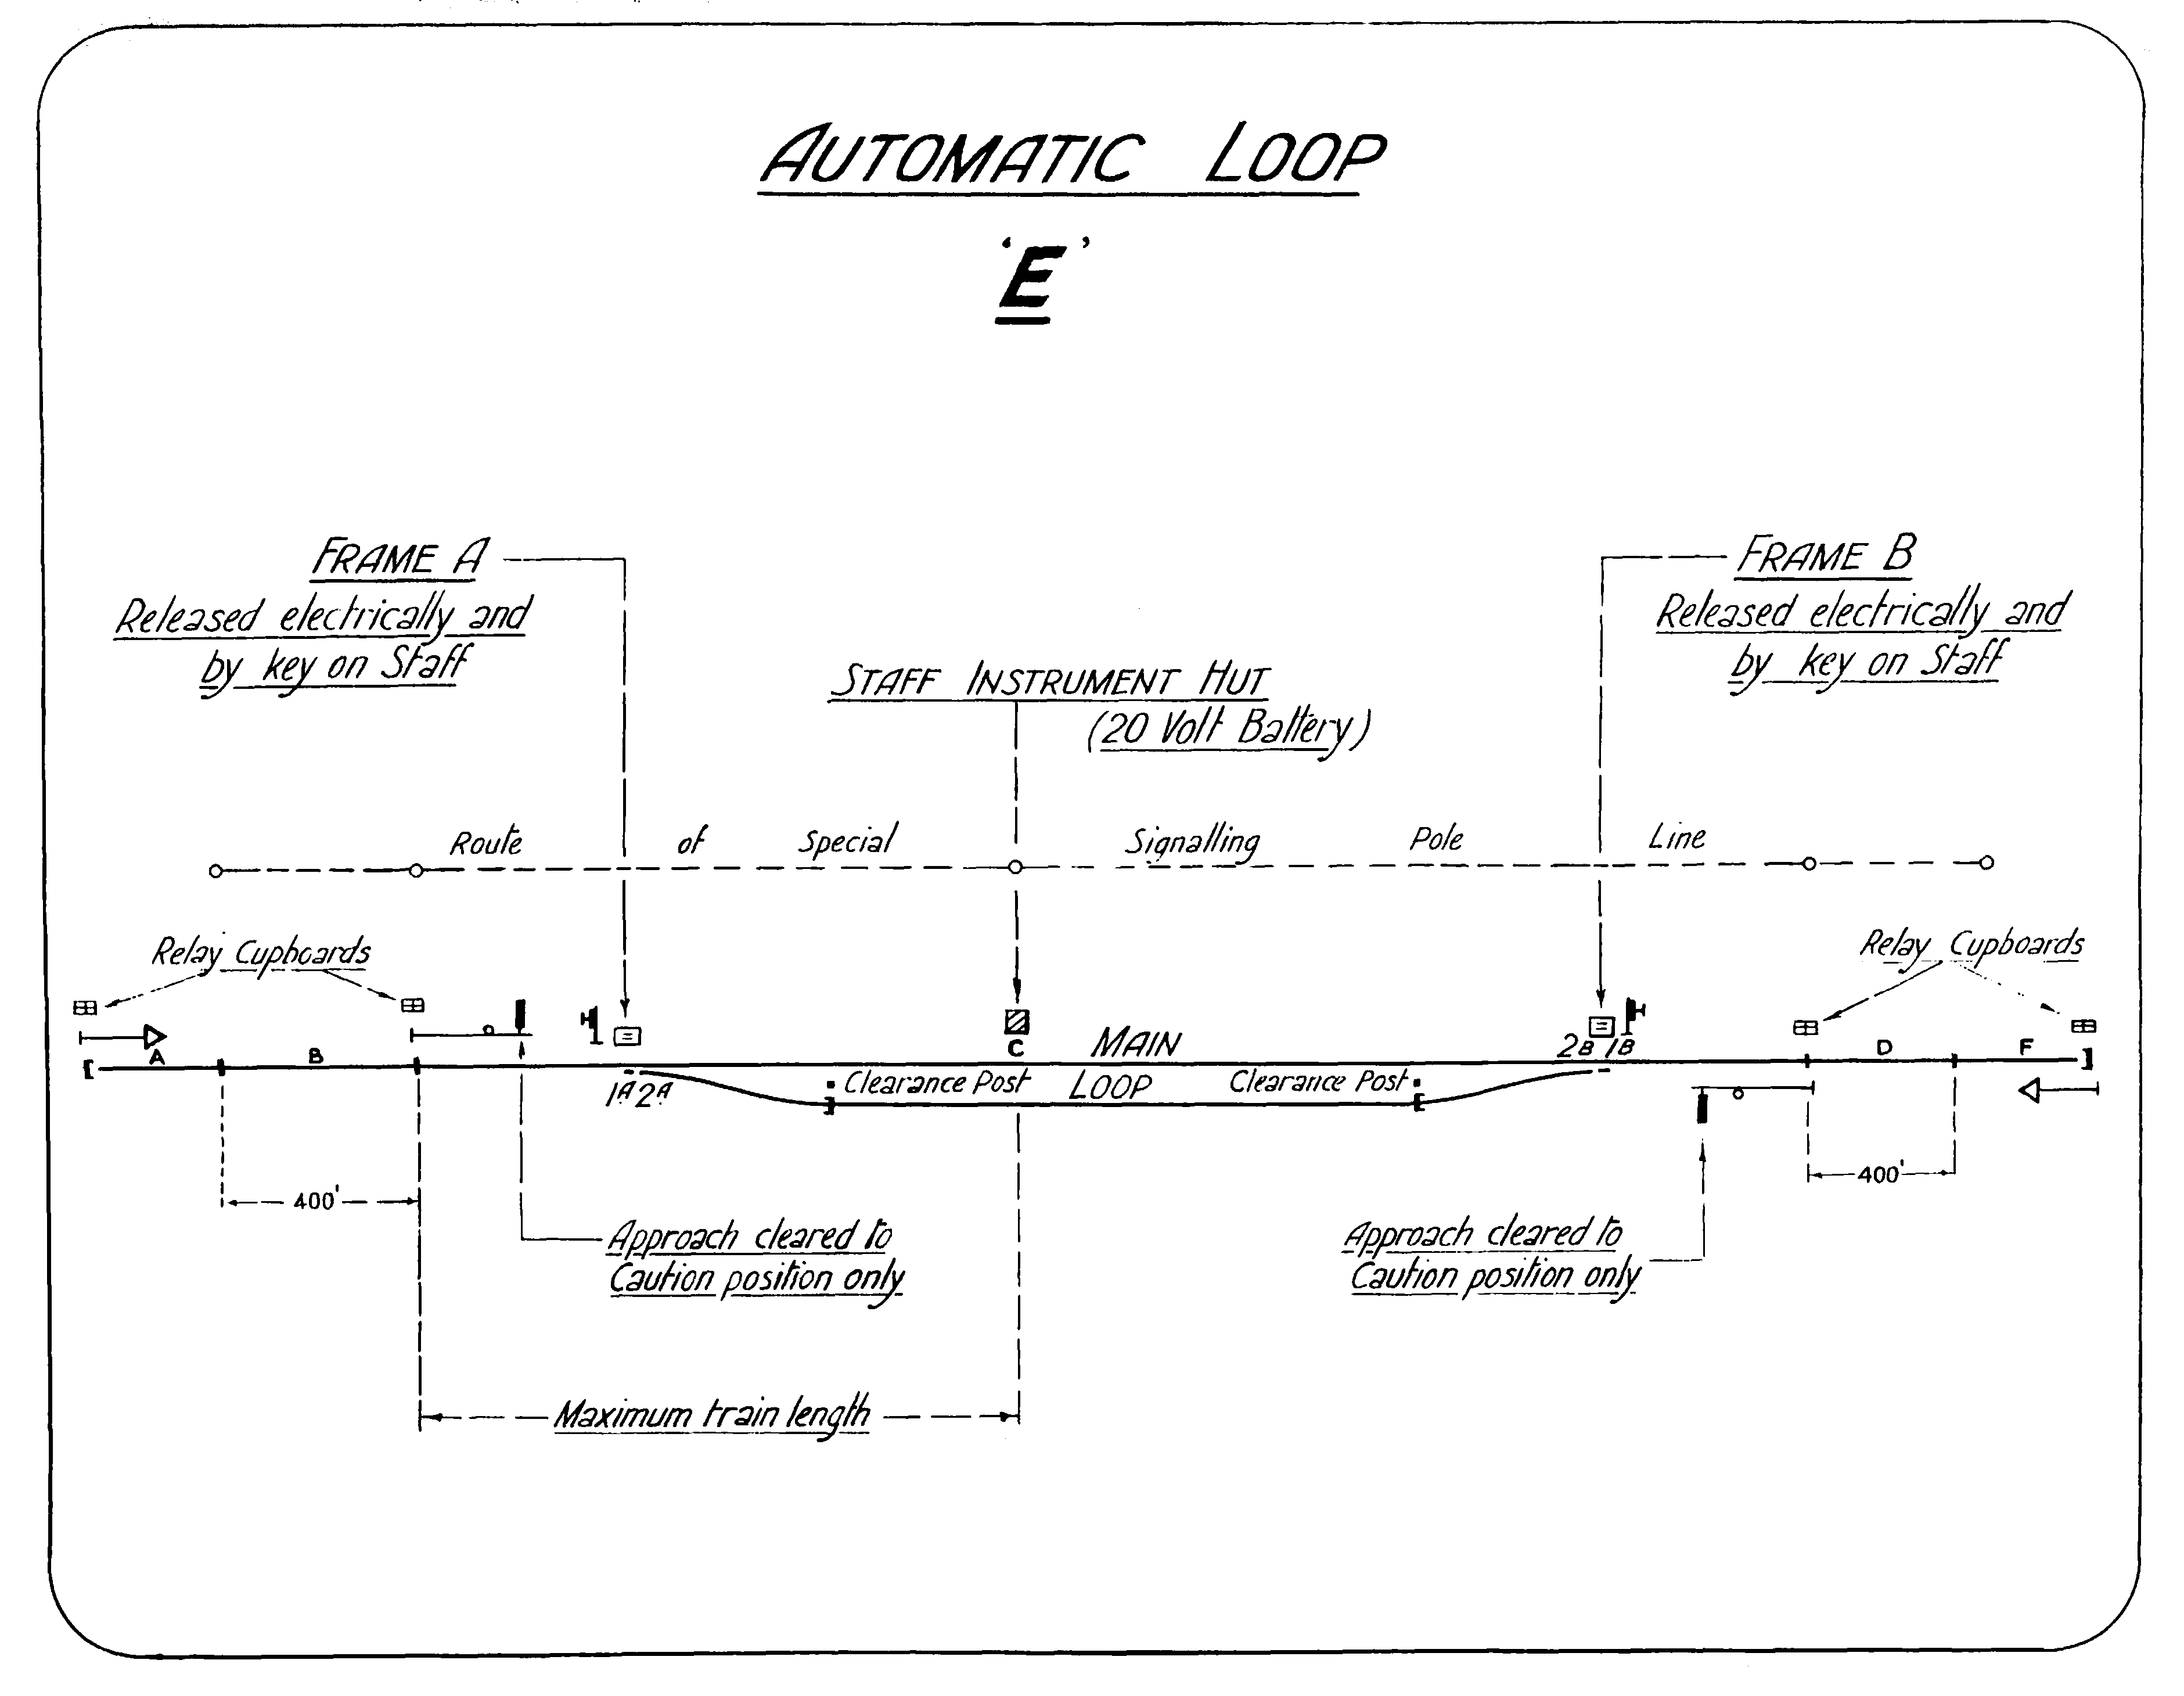 AUTOMATIC LOOP
'E'
FRAME A
Released electrically and
by key on Staff
FRAME B
Released electrically and
by key on Staff
STAFF INSTRUMENT HUT
(20 Volt Battery)
Route of Special Signalling Pole Line
Relay Cupboards
Relay Cupboards
A B C MAIN 2B 1B D F
1A 2A Clearance Post LOOP Clearance Post
400'
400'
Approach cleared to
Caution position only
Approach cleared to
Caution position only
Maximum train length